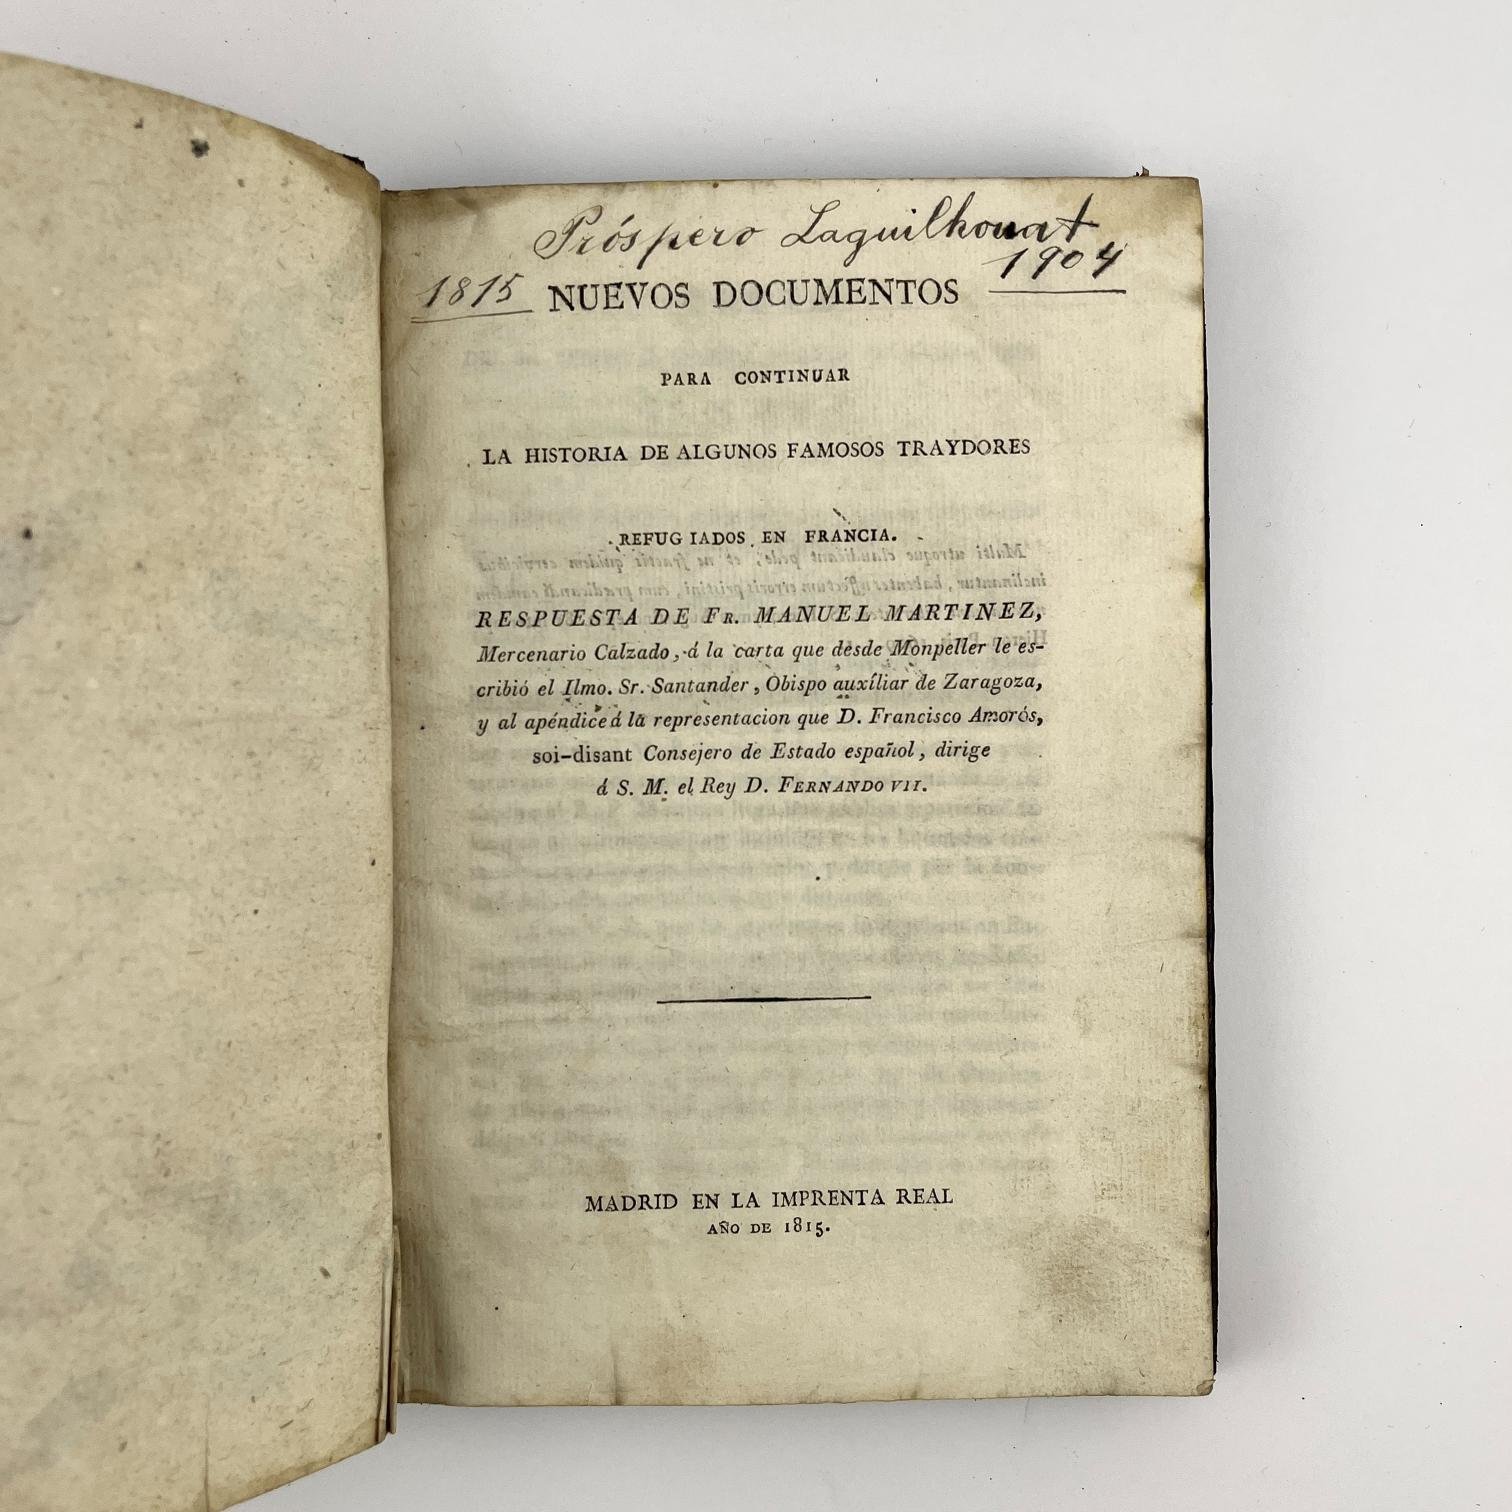 Próspero Laguilhouat
1904
1815
NUEVOS DOCUMENTOS
PARA CONTINUAR
LA HISTORIA DE ALGUNOS FAMOSOS TRAYDORES
REFUGIADOS EN FRANCIA.
RESPUESTA DE FR. MANUEL MARTINEZ,
Mercenario Calzado, á la carta que desde Monpeller le es-
cribió el Ilmo. Sr. Santander, Obispo auxîliar de Zaragoza,
y al apéndice á la representacion que D. Francisco Amorós,
soi-disant Consejero de Estado español, dirige
á S. M. el Rey D. FERNANDO VII.
MADRID EN LA IMPRENTA REAL
AÑO DE 1815.